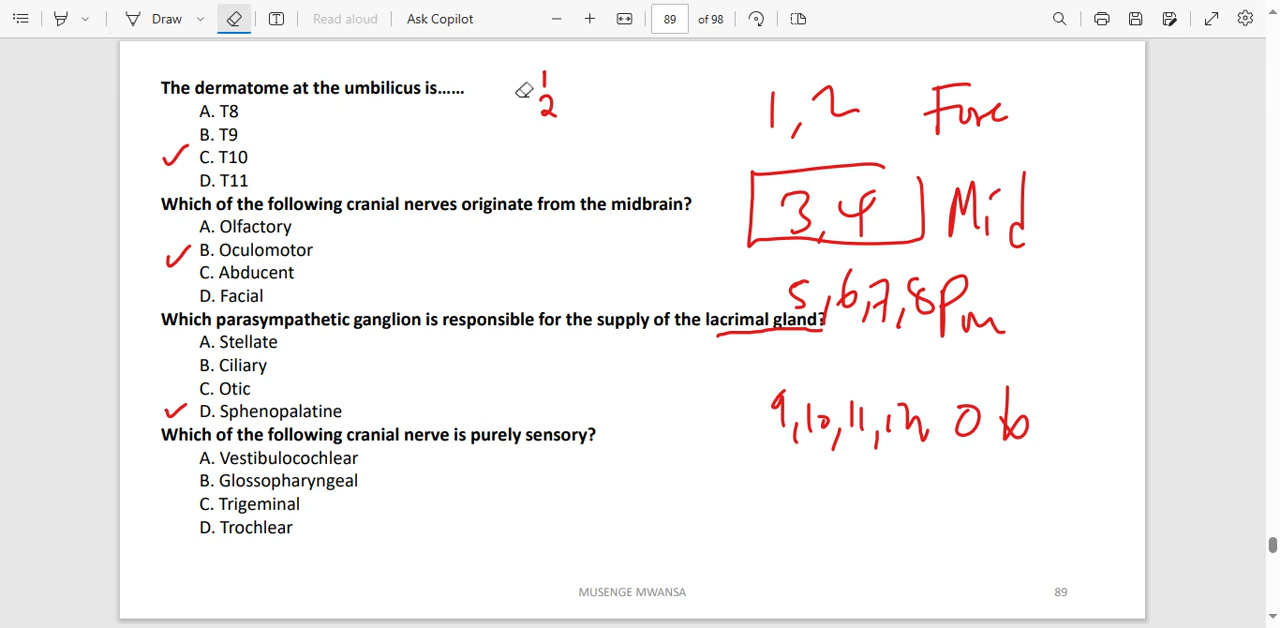 Draw
Read aloud
Ask Copilot
89 of 98
The dermatome at the umbilicus is......
A. T8
B. T9
C. T10
D. T11
Which of the following cranial nerves originate from the midbrain?
A. Olfactory
B. Oculomotor
C. Abducent
D. Facial
Which parasympathetic ganglion is responsible for the supply of the lacrimal gland?
A. Stellate
B. Ciliary
C. Otic
D. Sphenopalatine
Which of the following cranial nerve is purely sensory?
A. Vestibulocochlear
B. Glossopharyngeal
C. Trigeminal
D. Trochlear
1
2
1, 2 Fore
3, 4 Mid
5, 6, 7, 8 Pm
9, 10, 11, 12 Ob
MUSENGE MWANSA
89